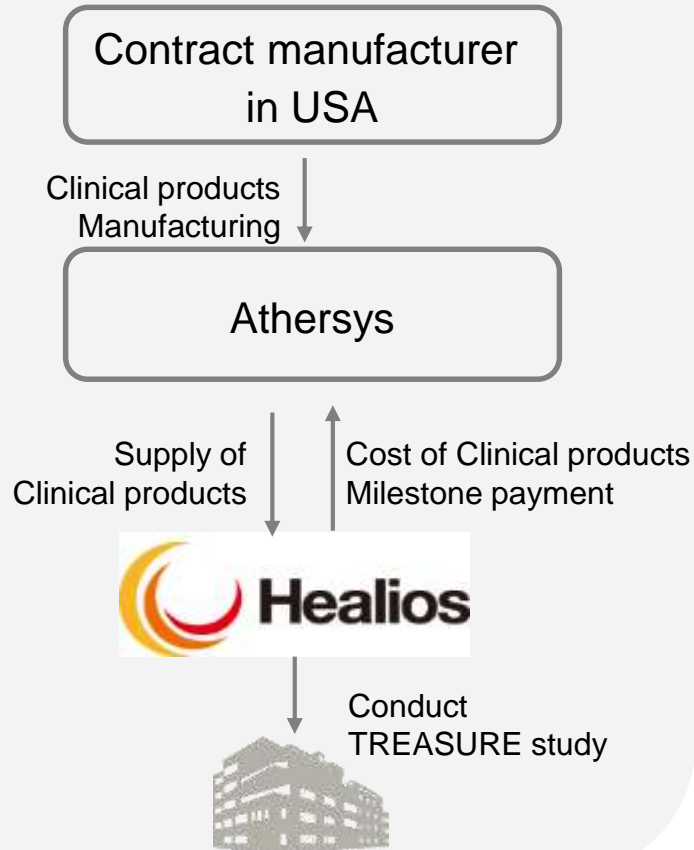 Contract manufacturer
in USA
Clinical products
Manufacturing
Athersys
Supply of
Clinical products
Cost of Clinical products
Milestone payment
Healios
Conduct
TREASURE study